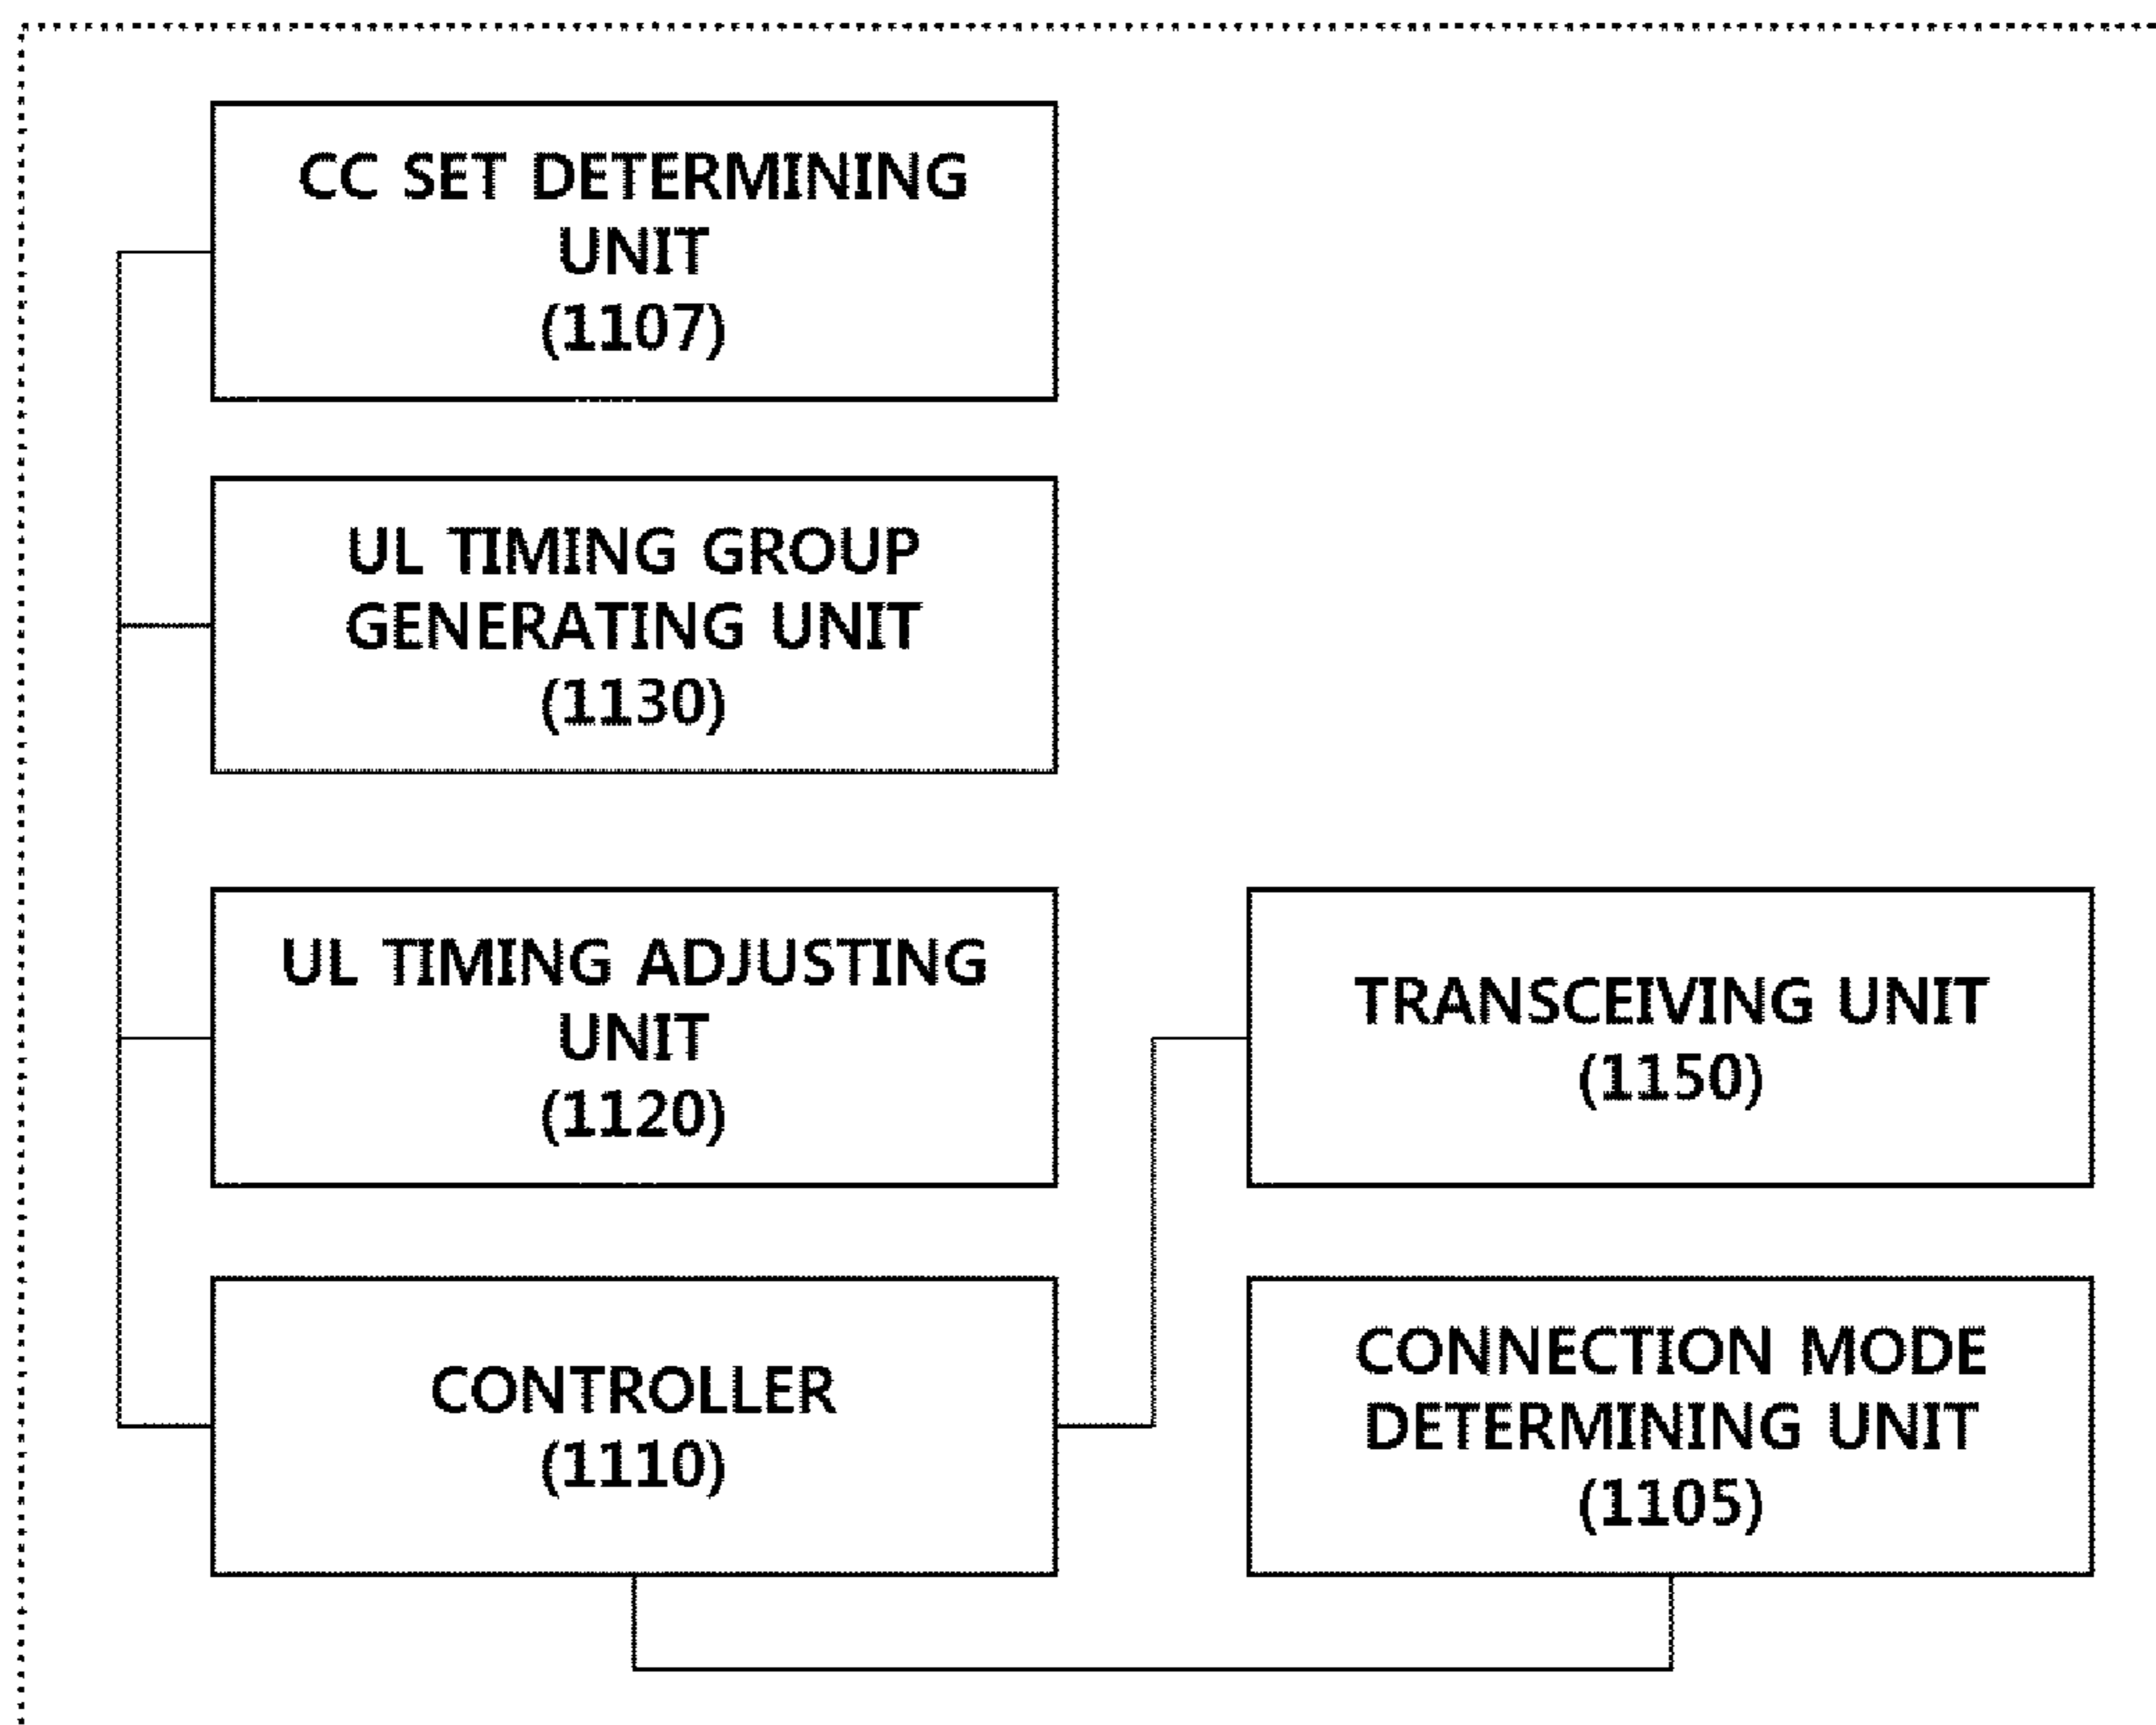 CC SET DETERMINING
UNIT
(1107)
UL TIMING GROUP
GENERATING UNIT
(1130)
UL TIMING ADJUSTING
UNIT
(1120)
TRANSCEIVING UNIT
(1150)
CONTROLLER
(1110)
CONNECTION MODE
DETERMINING UNIT
(1105)